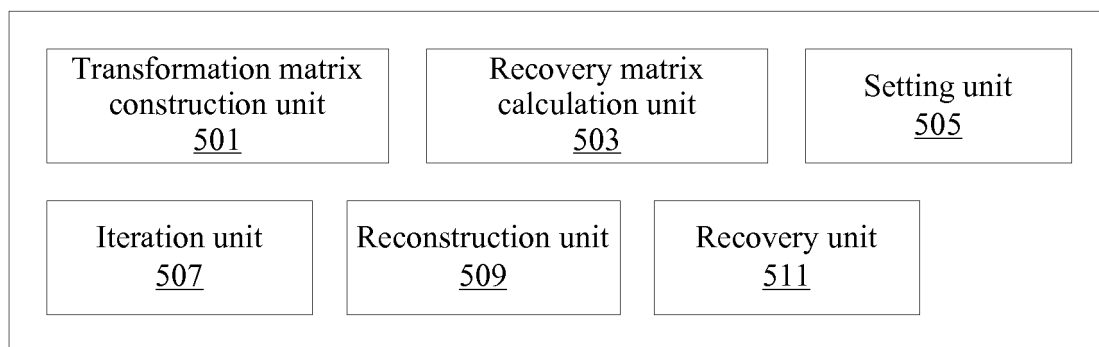 Transformation matrix
construction unit
501
Recovery matrix
calculation unit
503
Setting unit
505
Iteration unit
507
Reconstruction unit
509
Recovery unit
511